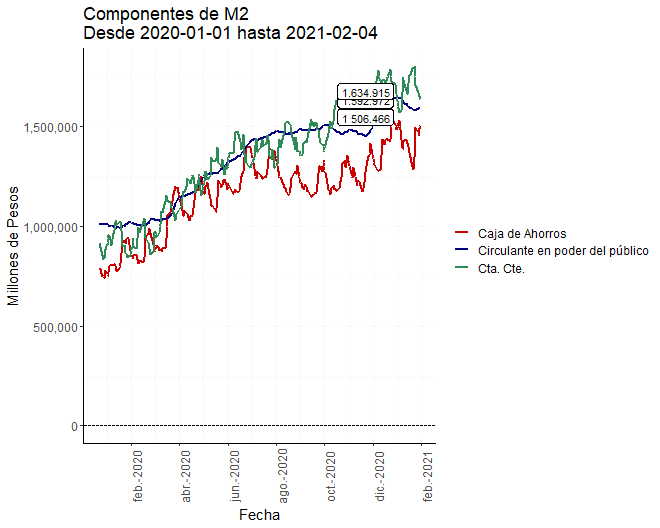 Componentes de M2
Desde 2020-01-01 hasta 2021-02-04
Millones de Pesos
1,500,000
1,000,000
500,000
0
1.634.915
1.592.972
1.506.466
feb.-2020
abr.-2020
jun.-2020
ago.-2020
oct.-2020
dic.-2020
feb.-2021
Fecha
Caja de Ahorros
Circulante en poder del público
Cta. Cte.